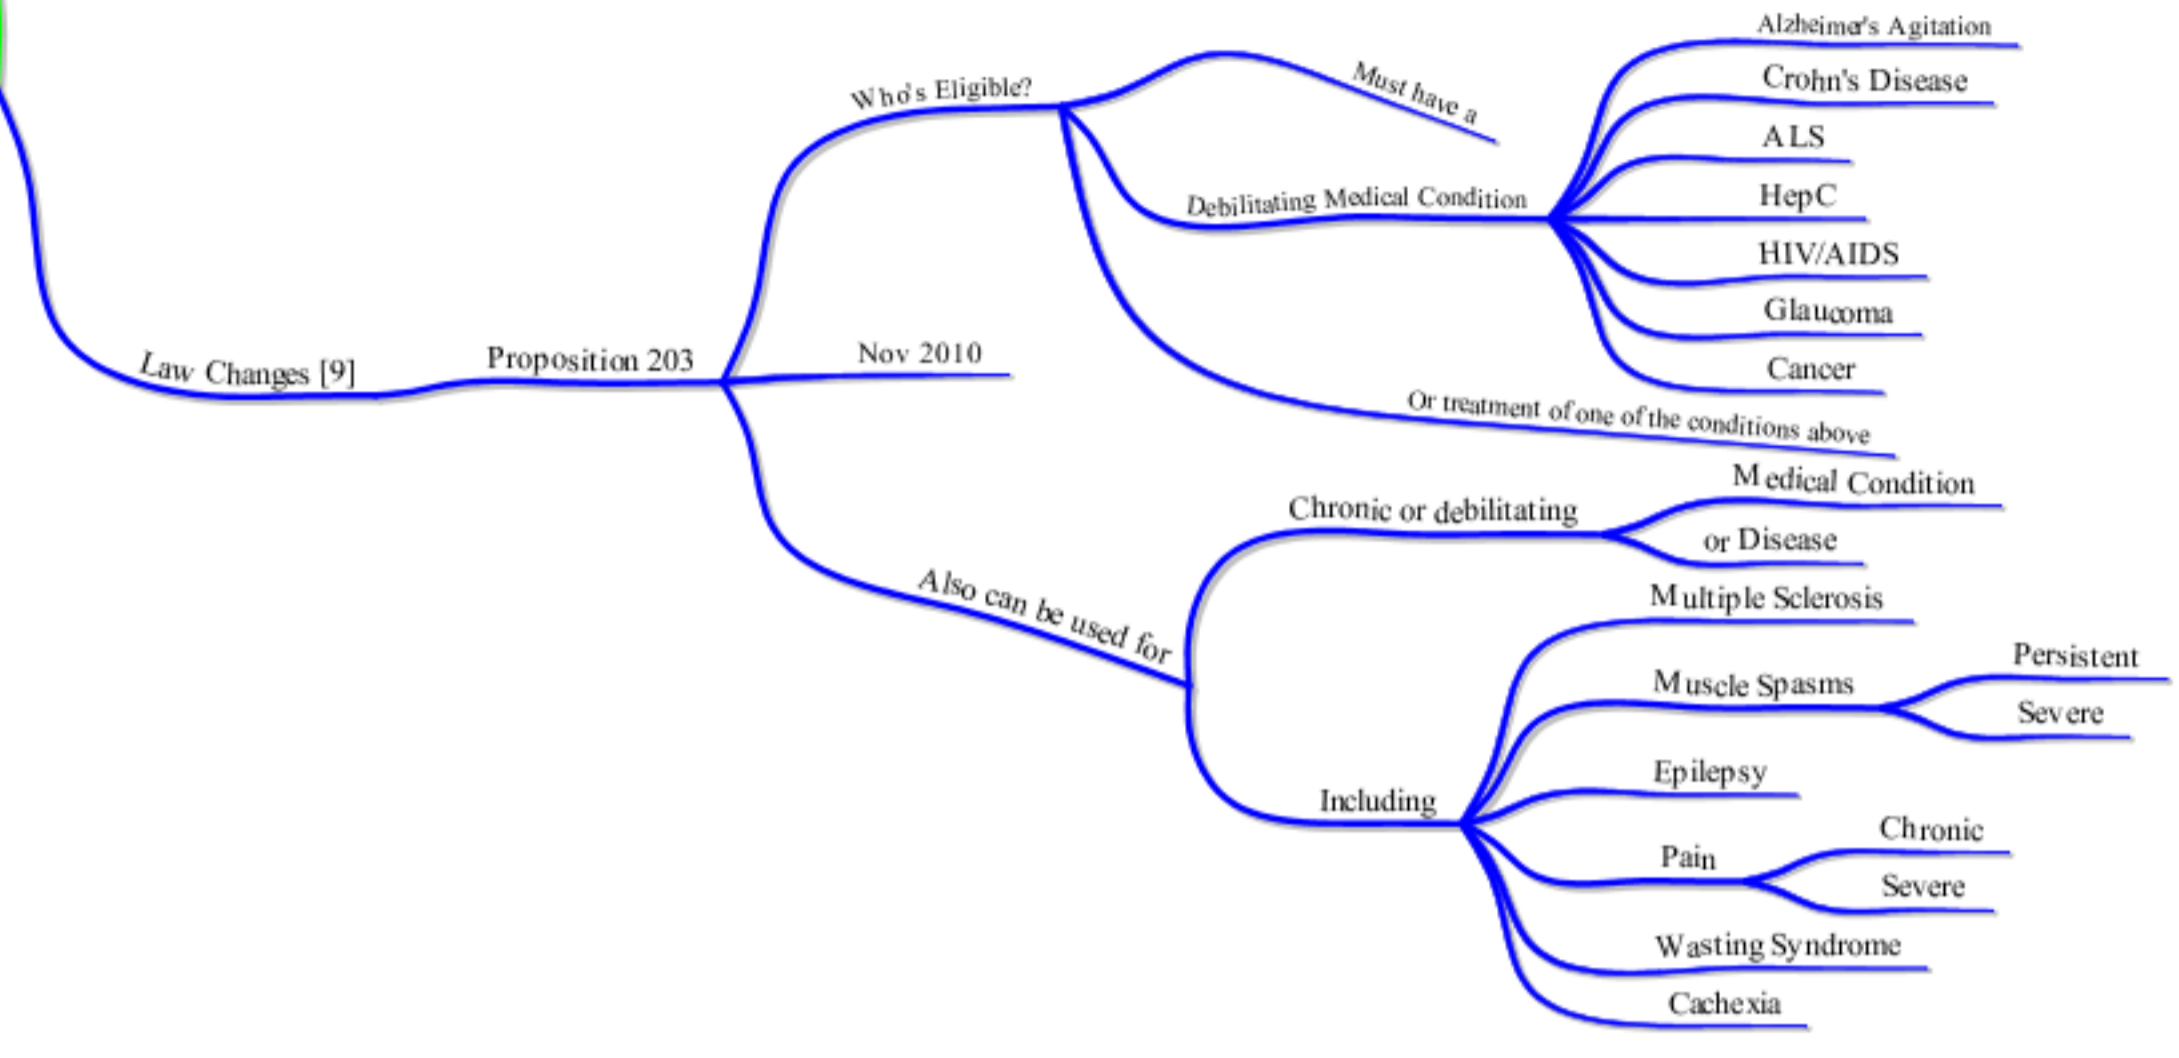 Law Changes [9]
Proposition 203
Who's Eligible?
Must have a
Debilitating Medical Condition
Alzheimer's Agitation
Crohn's Disease
ALS
HepC
HIV/AIDS
Glaucoma
Cancer
Or treatment of one of the conditions above
Nov 2010
Also can be used for
Chronic or debilitating
Medical Condition
or Disease
Including
Multiple Sclerosis
Muscle Spasms
Persistent
Severe
Epilepsy
Pain
Chronic
Severe
Wasting Syndrome
Cachexia